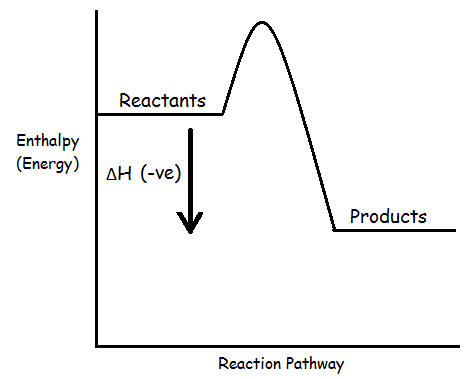 Reactants
Enthalpy
(Energy)
ΔH (-ve)
Products
Reaction Pathway